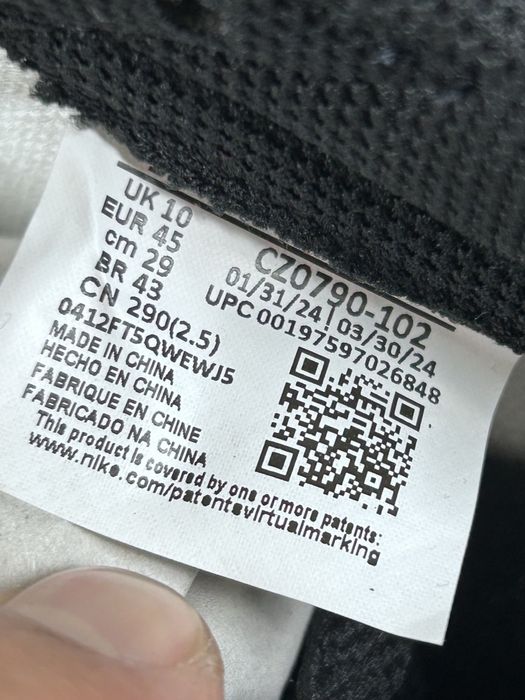 UK 10
EUR 45
cm 29
BR 43
CN 290(2.5)
0412FT5QWEWJ5
MADE IN CHINA
HECHO EN CHINA
FABRIQUE EN CHINE
FABRICADO NA CHINA
CZ0790-102
01/31/24 | 03/30/24
UPC 00197597026848
This product is covered by one or more patents:
www.nike.com/patentsvirtualmarking